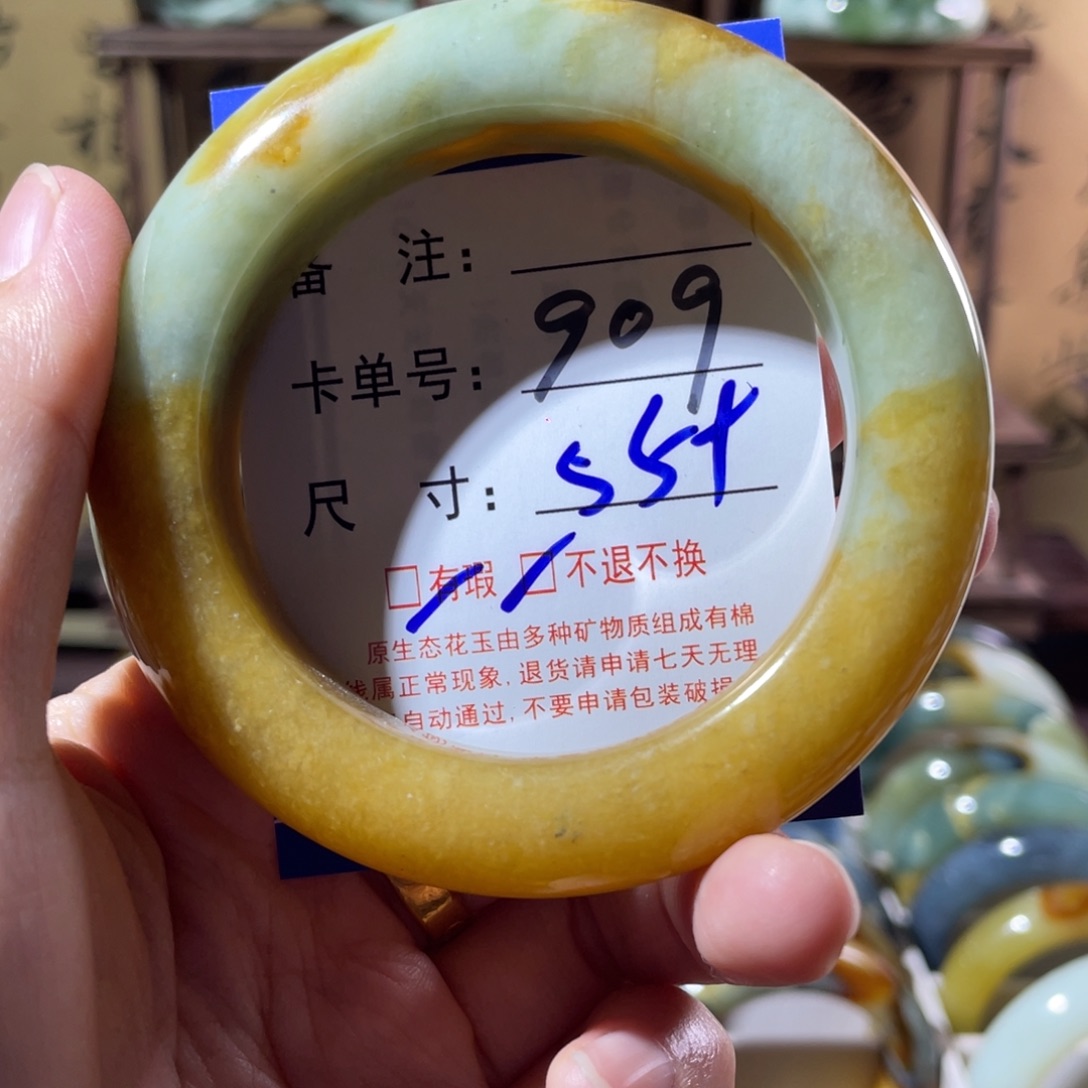 备 注:
卡单号: 909
尺 寸: 55+
有瑕 不退不换
原生态花玉由多种矿物质组成有棉
线属正常现象,退货请申请七天无理
自动通过,不要申请包装破损